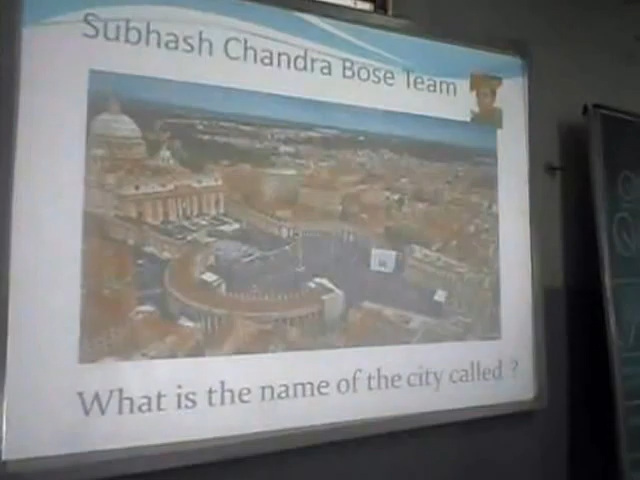 Subhash Chandra Bose Team
What is the name of the city called ?